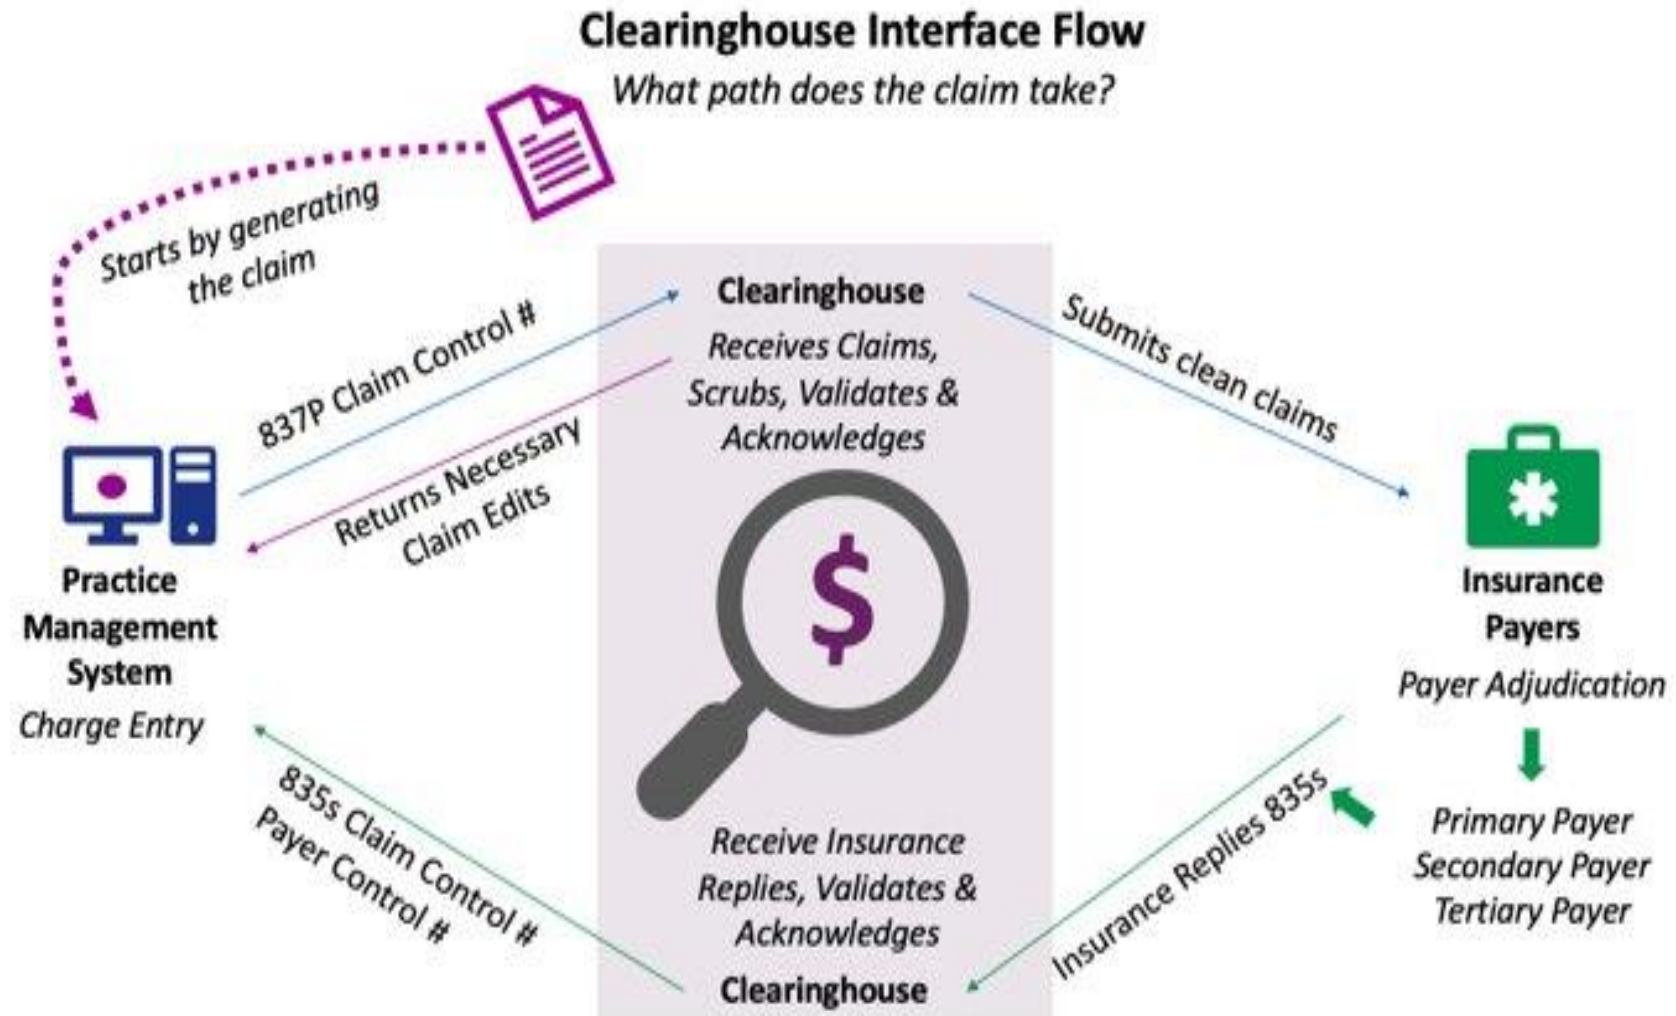 Clearinghouse Interface Flow
What path does the claim take?
Starts by generating
the claim
837P Claim Control #
Returns Necessary
Claim Edits
Clearinghouse
Receives Claims,
Scrubs, Validates &
Acknowledges
Submits clean claims
$
Practice
Management
System
Charge Entry
Insurance
Payers
Payer Adjudication
Primary Payer
Secondary Payer
Tertiary Payer
Insurance Replies 835s
Receive Insurance
Replies, Validates &
Acknowledges
Clearinghouse
835s Claim Control #
Payer Control #